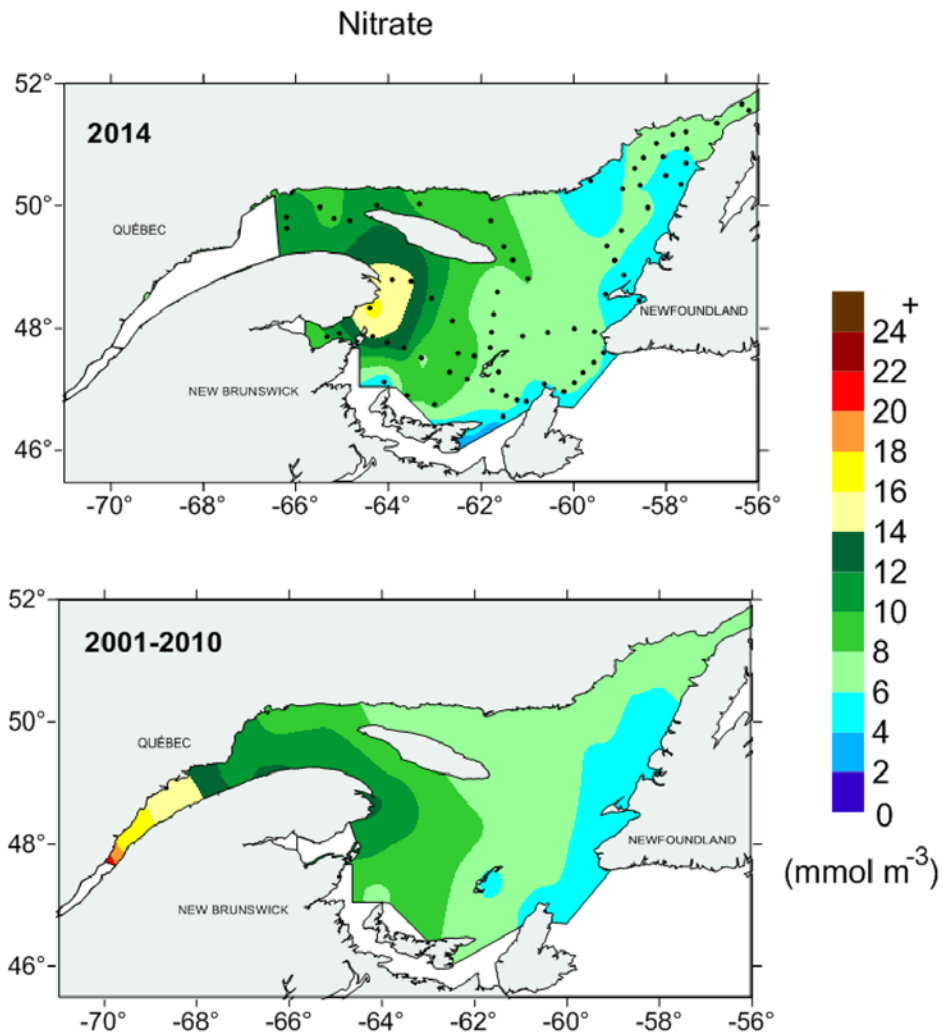 Nitrate
52°
2014
50°
QUÉBEC
48°
NEWFOUNDLAND
NEW BRUNSWICK
46°
-70° -68° -66° -64° -62° -60° -58° -56°
24+
22
20
18
16
14
12
10
8
6
4
2
0
(mmol m-3)
52°
2001-2010
50°
QUÉBEC
48°
NEWFOUNDLAND
NEW BRUNSWICK
46°
-70° -68° -66° -64° -62° -60° -58° -56°